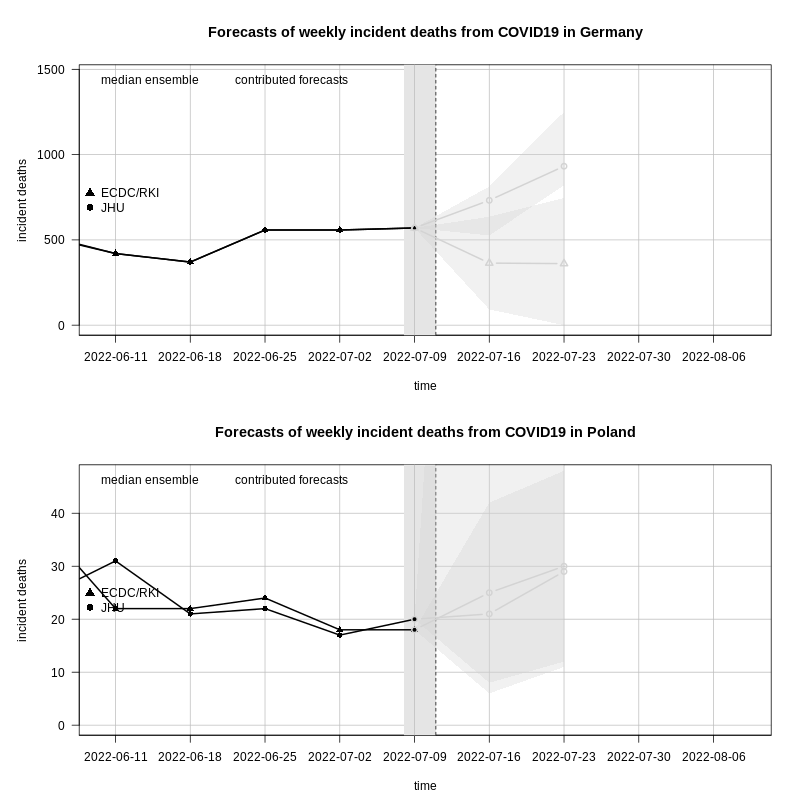 Forecasts of weekly incident deaths from COVID19 in Germany
median ensemble contributed forecasts
ECDC/RKI
JHU
incident deaths
1500
1000
500
0
2022-06-11 2022-06-18 2022-06-25 2022-07-02 2022-07-09 2022-07-16 2022-07-23 2022-07-30 2022-08-06
time
Forecasts of weekly incident deaths from COVID19 in Poland
median ensemble contributed forecasts
ECDC/RKI
JHU
incident deaths
40
30
20
10
0
2022-06-11 2022-06-18 2022-06-25 2022-07-02 2022-07-09 2022-07-16 2022-07-23 2022-07-30 2022-08-06
time